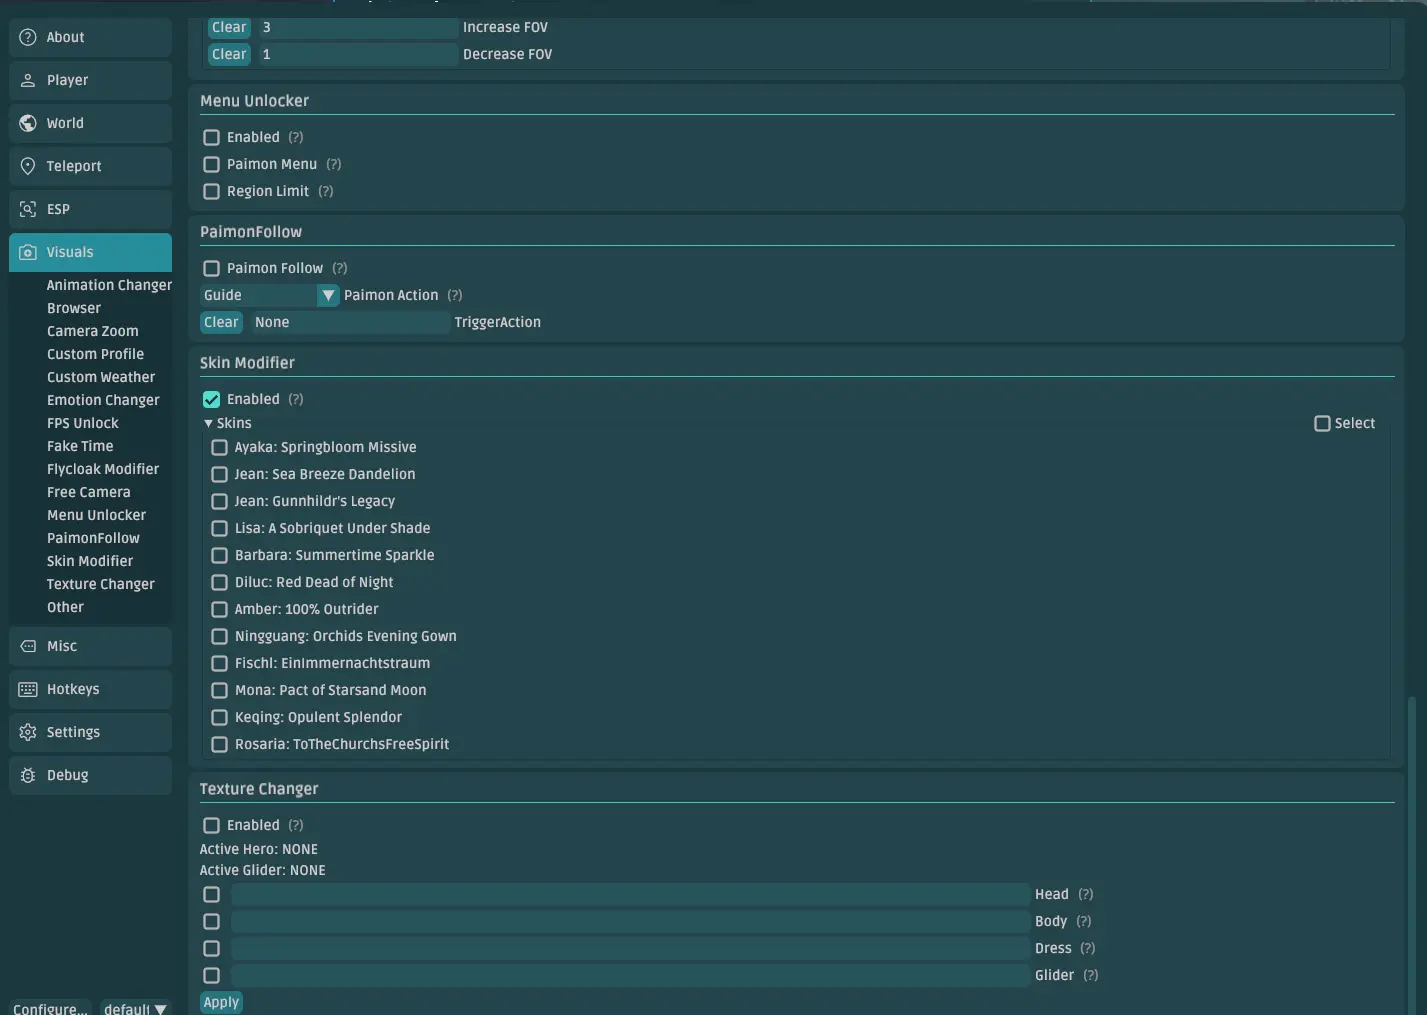 About
Player
World
Teleport
ESP
Visuals
Animation Changer
Browser
Camera Zoom
Custom Profile
Custom Weather
Emotion Changer
FPS Unlock
Fake Time
Flycloak Modifier
Free Camera
Menu Unlocker
PaimonFollow
Skin Modifier
Texture Changer
Other
Misc
Hotkeys
Settings
Debug
Configure... default
Clear 3 Increase FOV
Clear 1 Decrease FOV
Menu Unlocker
Enabled (?)
Paimon Menu (?)
Region Limit (?)
PaimonFollow
Paimon Follow (?)
Guide Paimon Action (?)
Clear None TriggerAction
Skin Modifier
Enabled (?)
Skins Select
Ayaka: Springbloom Missive
Jean: Sea Breeze Dandelion
Jean: Gunnhildr's Legacy
Lisa: A Sobriquet Under Shade
Barbara: Summertime Sparkle
Diluc: Red Dead of Night
Amber: 100% Outrider
Ningguang: Orchids Evening Gown
Fischl: EinImmernachtstraum
Mona: Pact of Starsand Moon
Keqing: Opulent Splendor
Rosaria: ToTheChurchsFreeSpirit
Texture Changer
Enabled (?)
Active Hero: NONE
Active Glider: NONE
Head (?)
Body (?)
Dress (?)
Glider (?)
Apply